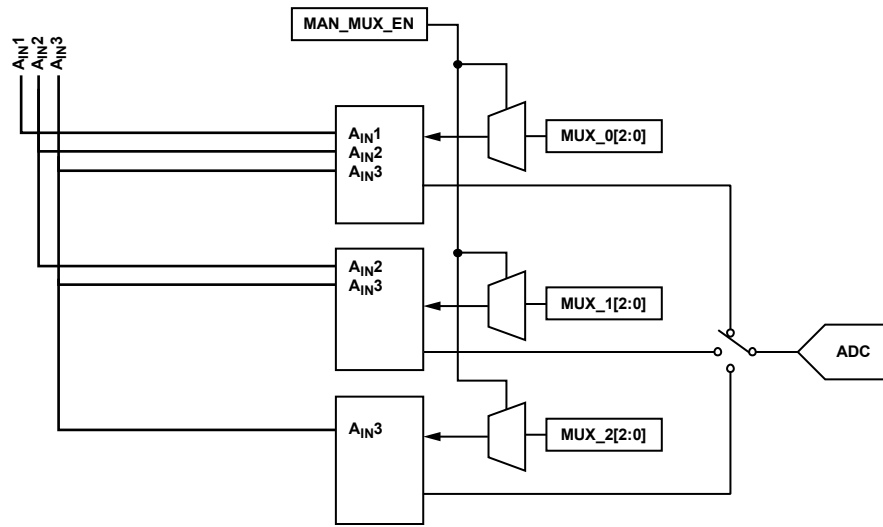 MAN_MUX_EN
AIN1
AIN2
AIN3
AIN1
AIN2
AIN3
MUX_0[2:0]
AIN2
AIN3
MUX_1[2:0]
ADC
AIN3
MUX_2[2:0]